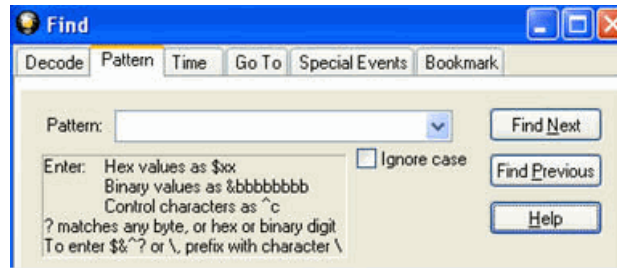 Find
Decode Pattern Time Go To Special Events Bookmark
Pattern:
Find Next
Ignore case
Enter: Hex values as $xx
Binary values as &bbbbbbbb
Control characters as ^c
? matches any byte, or hex or binary digit
To enter $&^? or \, prefix with character \
Find Previous
Help